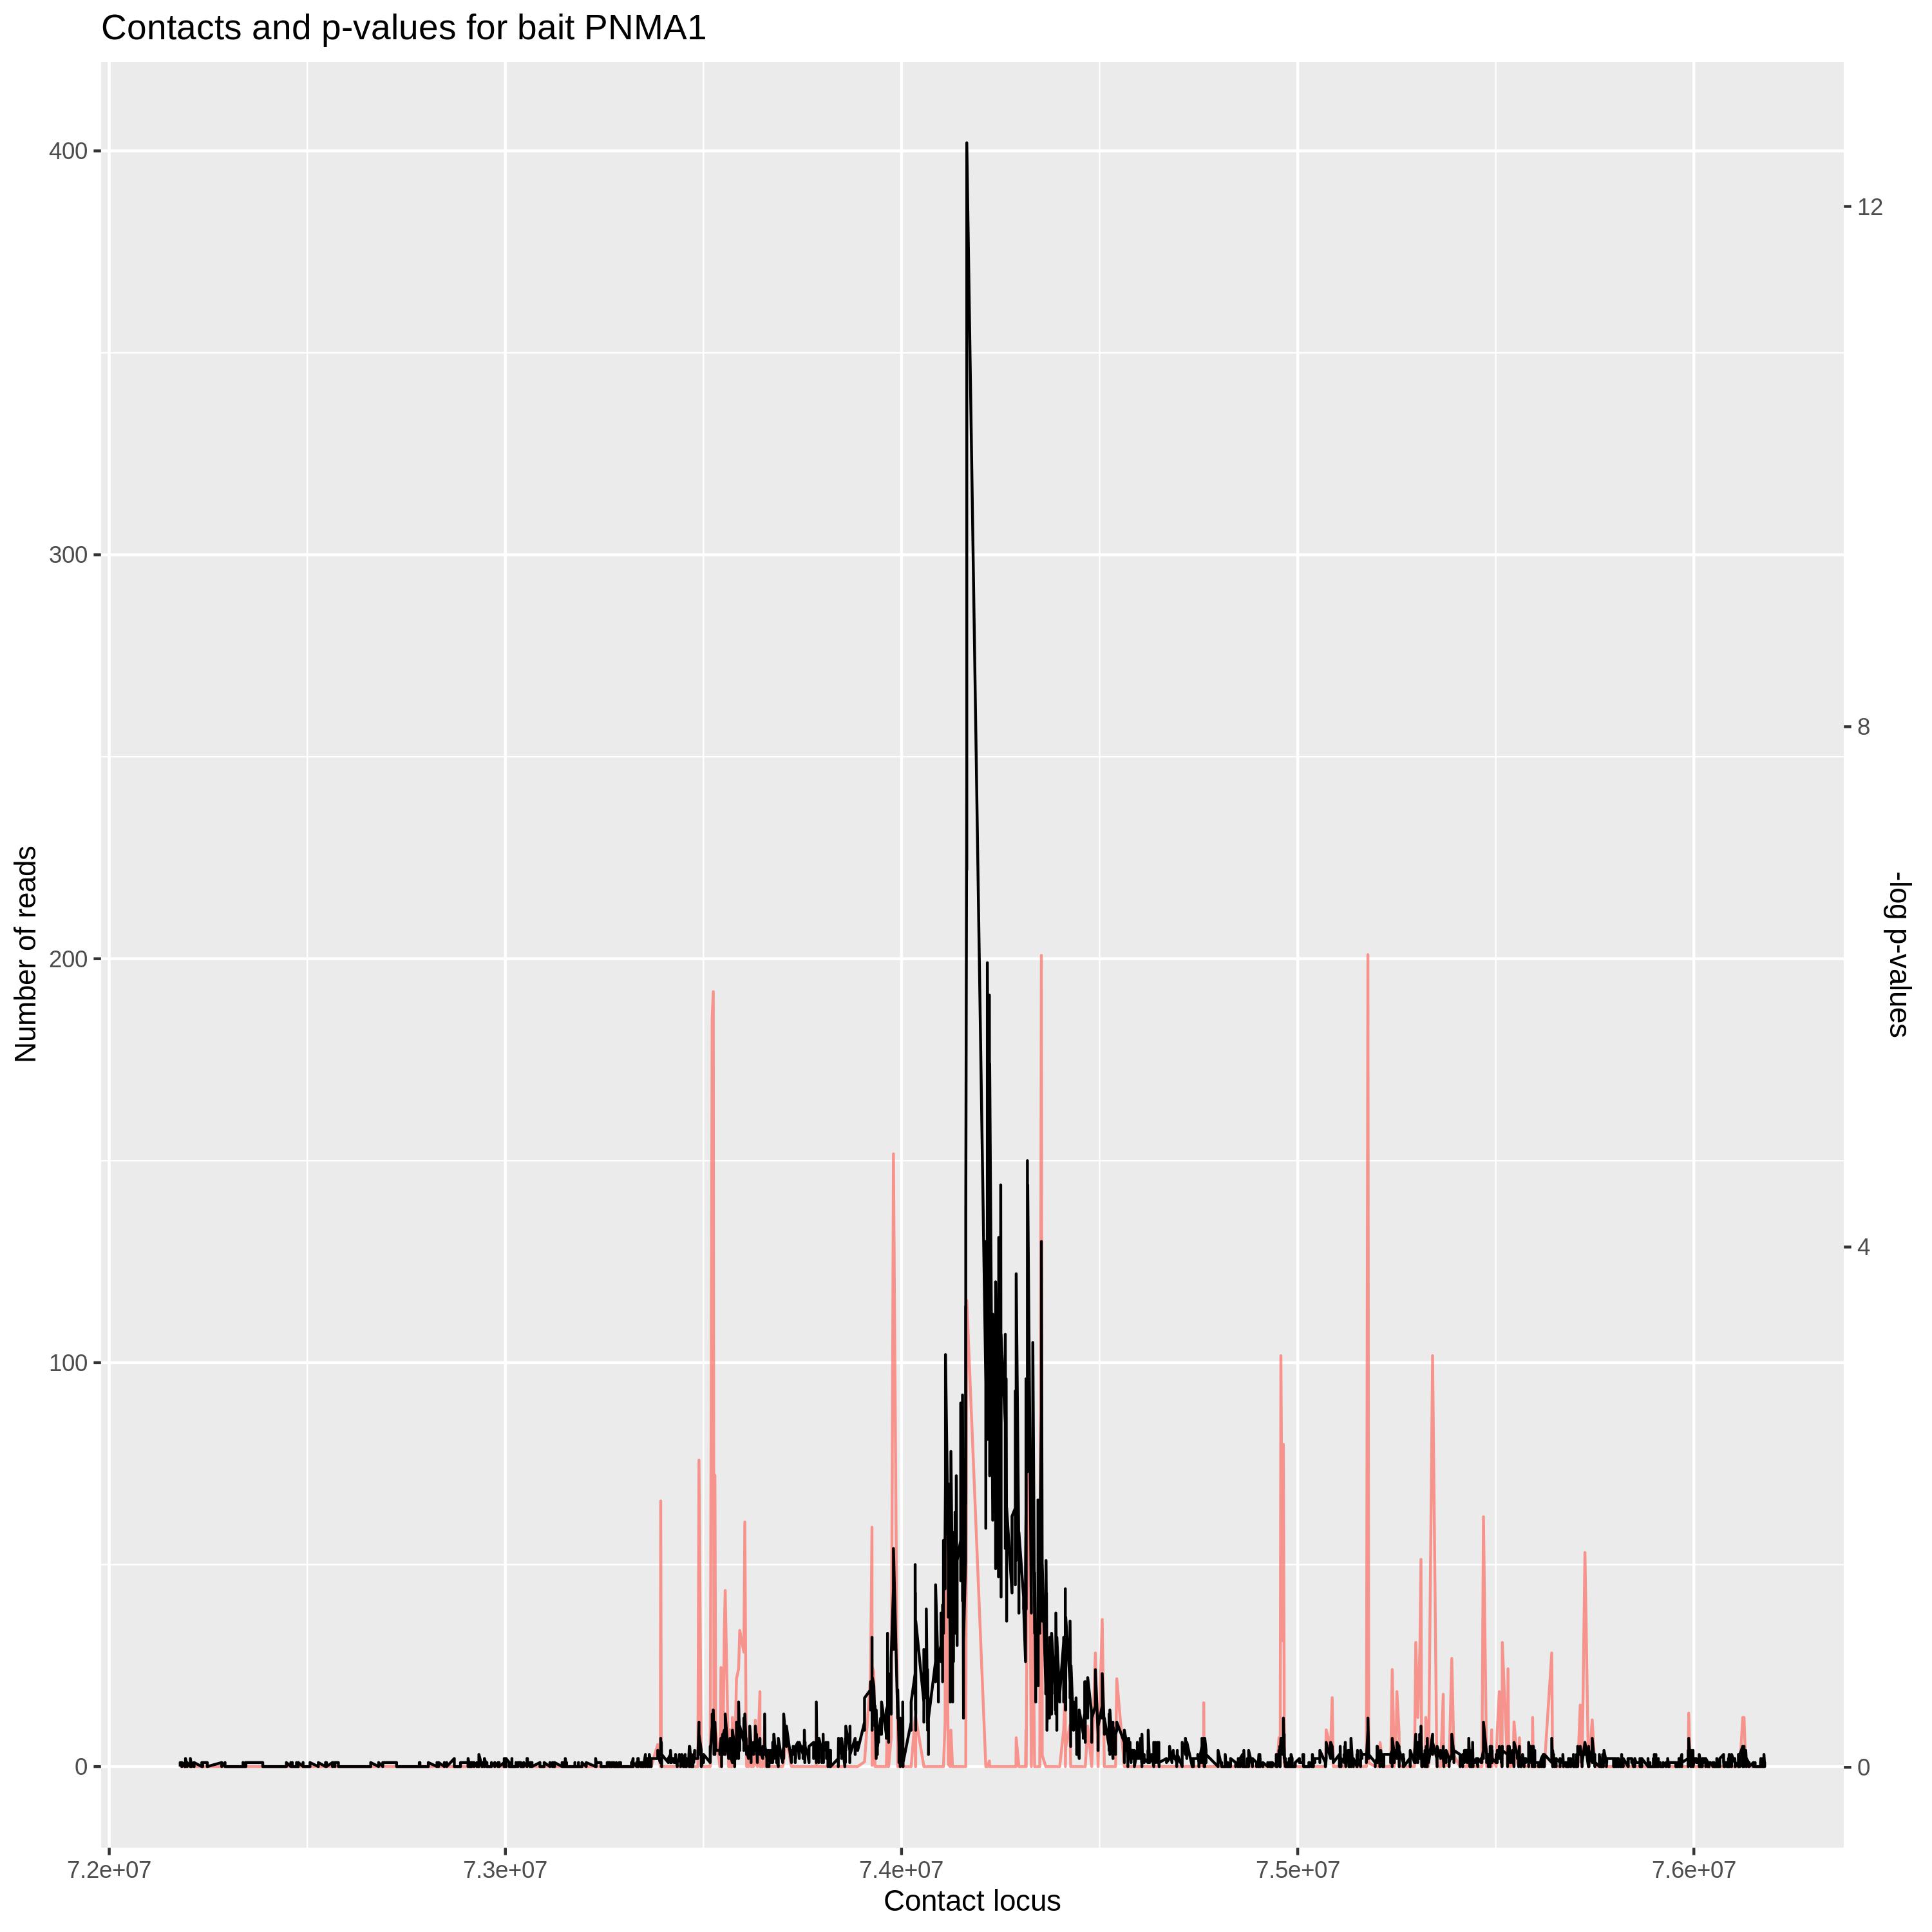 Contacts and p-values for bait PNMA1
400
300
200
100
0
12
8
4
0
Number of reads
-log p-values
7.2e+07 7.3e+07 7.4e+07 7.5e+07 7.6e+07
Contact locus